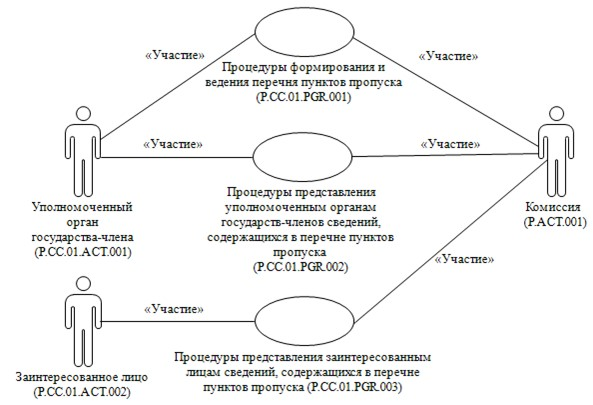 «Участие»
«Участие»
Процедуры формирования и
ведения перечня пунктов пропуска
(P.CC.01.PGR.001)
«Участие»
«Участие»
Уполномоченный
орган
государства-члена
(P.CC.01.ACT.001)
Процедуры представления
уполномоченным органам
государств-членов сведений,
содержащихся в перечне пунктов
пропуска
(P.CC.01.PGR.002)
Комиссия
(P.ACT.001)
«Участие»
«Участие»
Процедуры представления заинтересованным
лицам сведений, содержащихся в перечне
пунктов пропуска (P.CC.01.PGR.003)
Заинтересованное лицо
(P.CC.01.ACT.002)